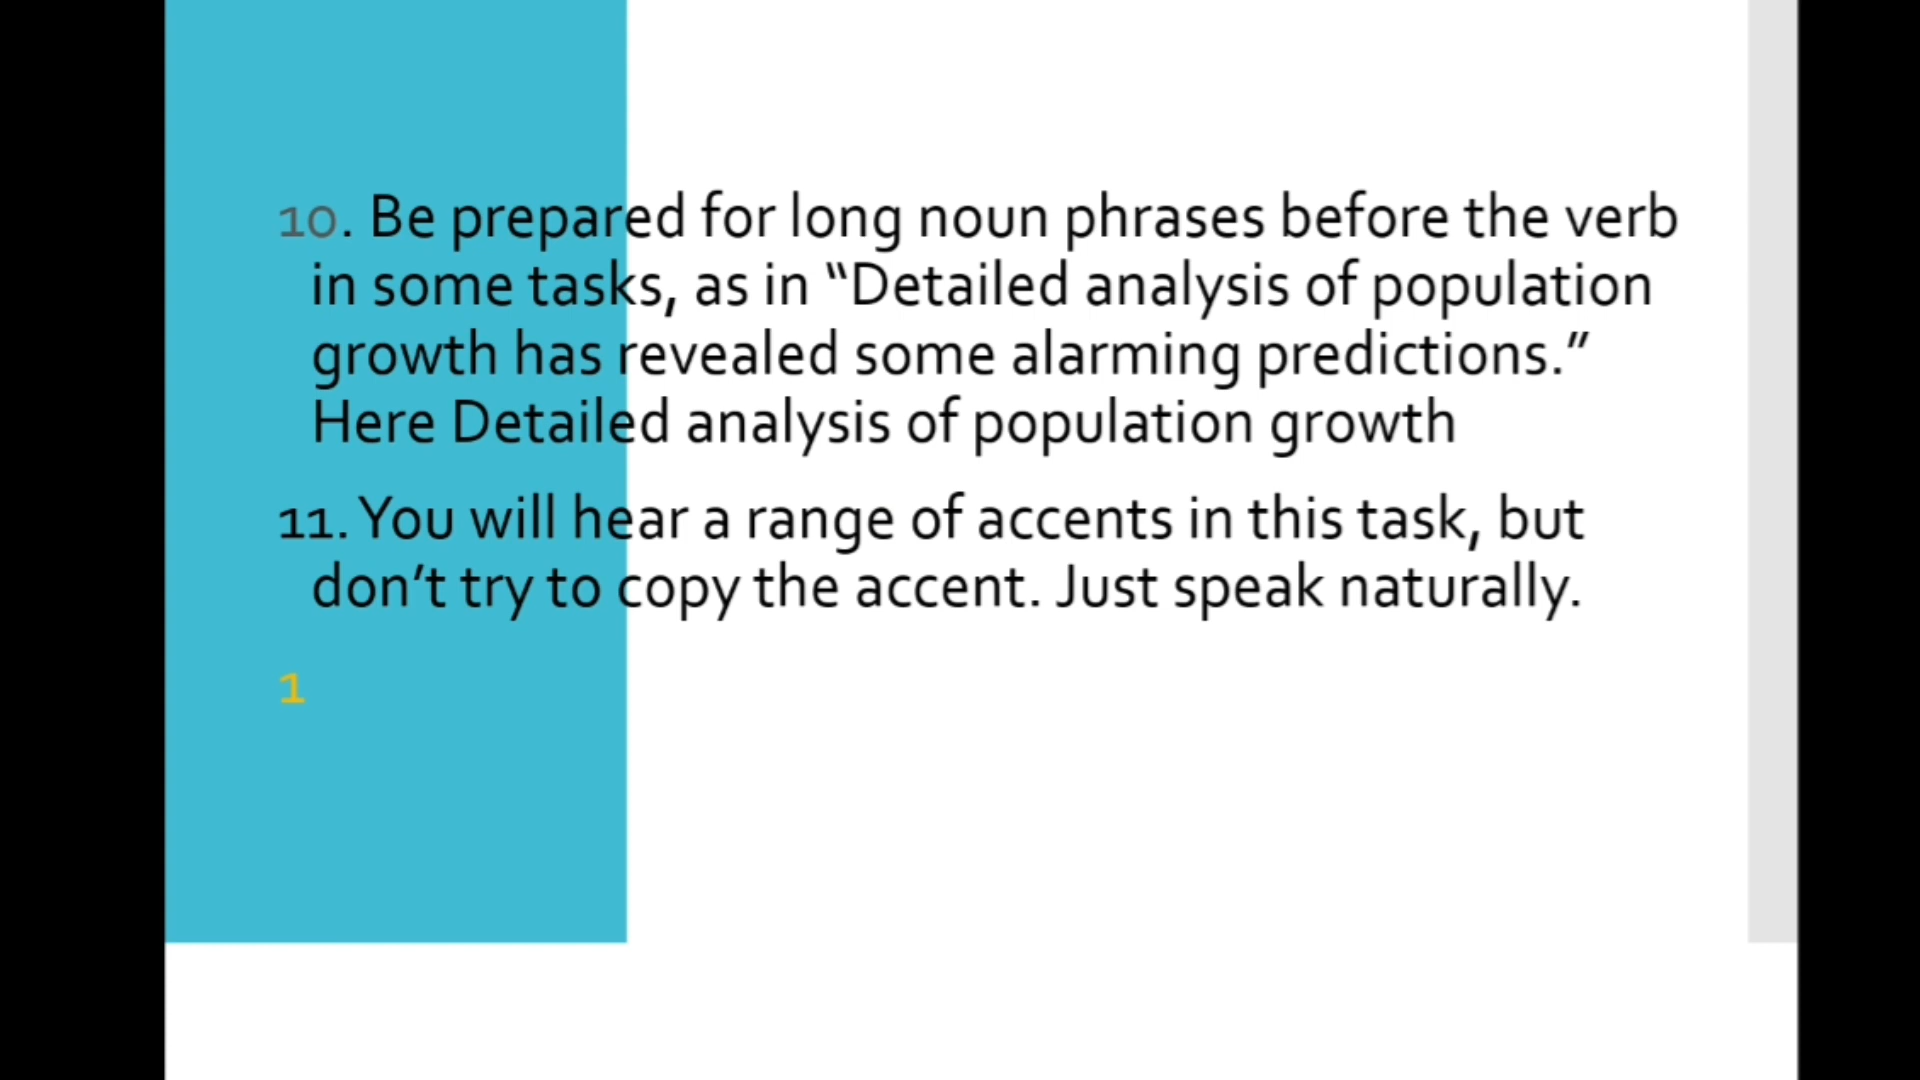 10. Be prepared for long noun phrases before the verb
in some tasks, as in “Detailed analysis of population
growth has revealed some alarming predictions.”
Here Detailed analysis of population growth
11. You will hear a range of accents in this task, but
don’t try to copy the accent. Just speak naturally.
1